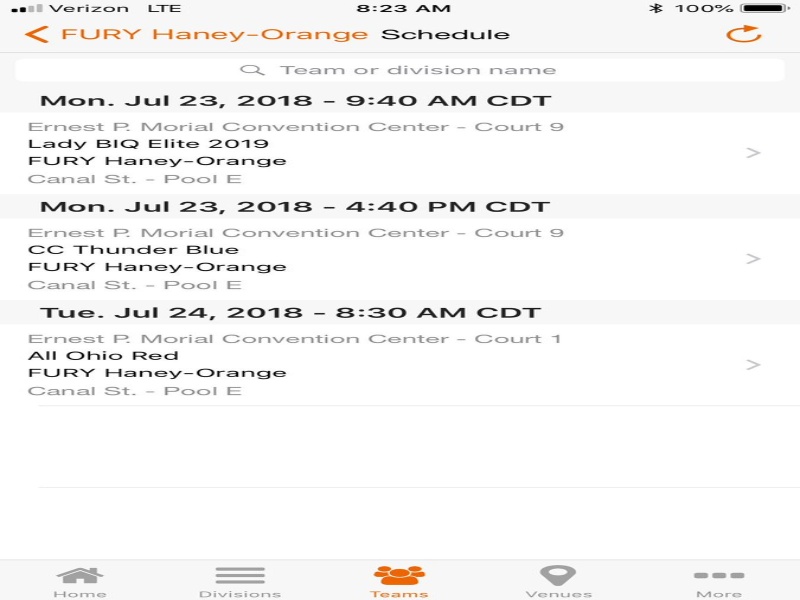 Verizon LTE 8:23 AM 100%
FURY Haney-Orange Schedule
Team or division name
Mon. Jul 23, 2018 - 9:40 AM CDT
Ernest P. Morial Convention Center - Court 9
Lady BIQ Elite 2019
FURY Haney-Orange
Canal St. - Pool E
Mon. Jul 23, 2018 - 4:40 PM CDT
Ernest P. Morial Convention Center - Court 9
CC Thunder Blue
FURY Haney-Orange
Canal St. - Pool E
Tue. Jul 24, 2018 - 8:30 AM CDT
Ernest P. Morial Convention Center - Court 1
All Ohio Red
FURY Haney-Orange
Canal St. - Pool E
Home Divisions Teams Venues More